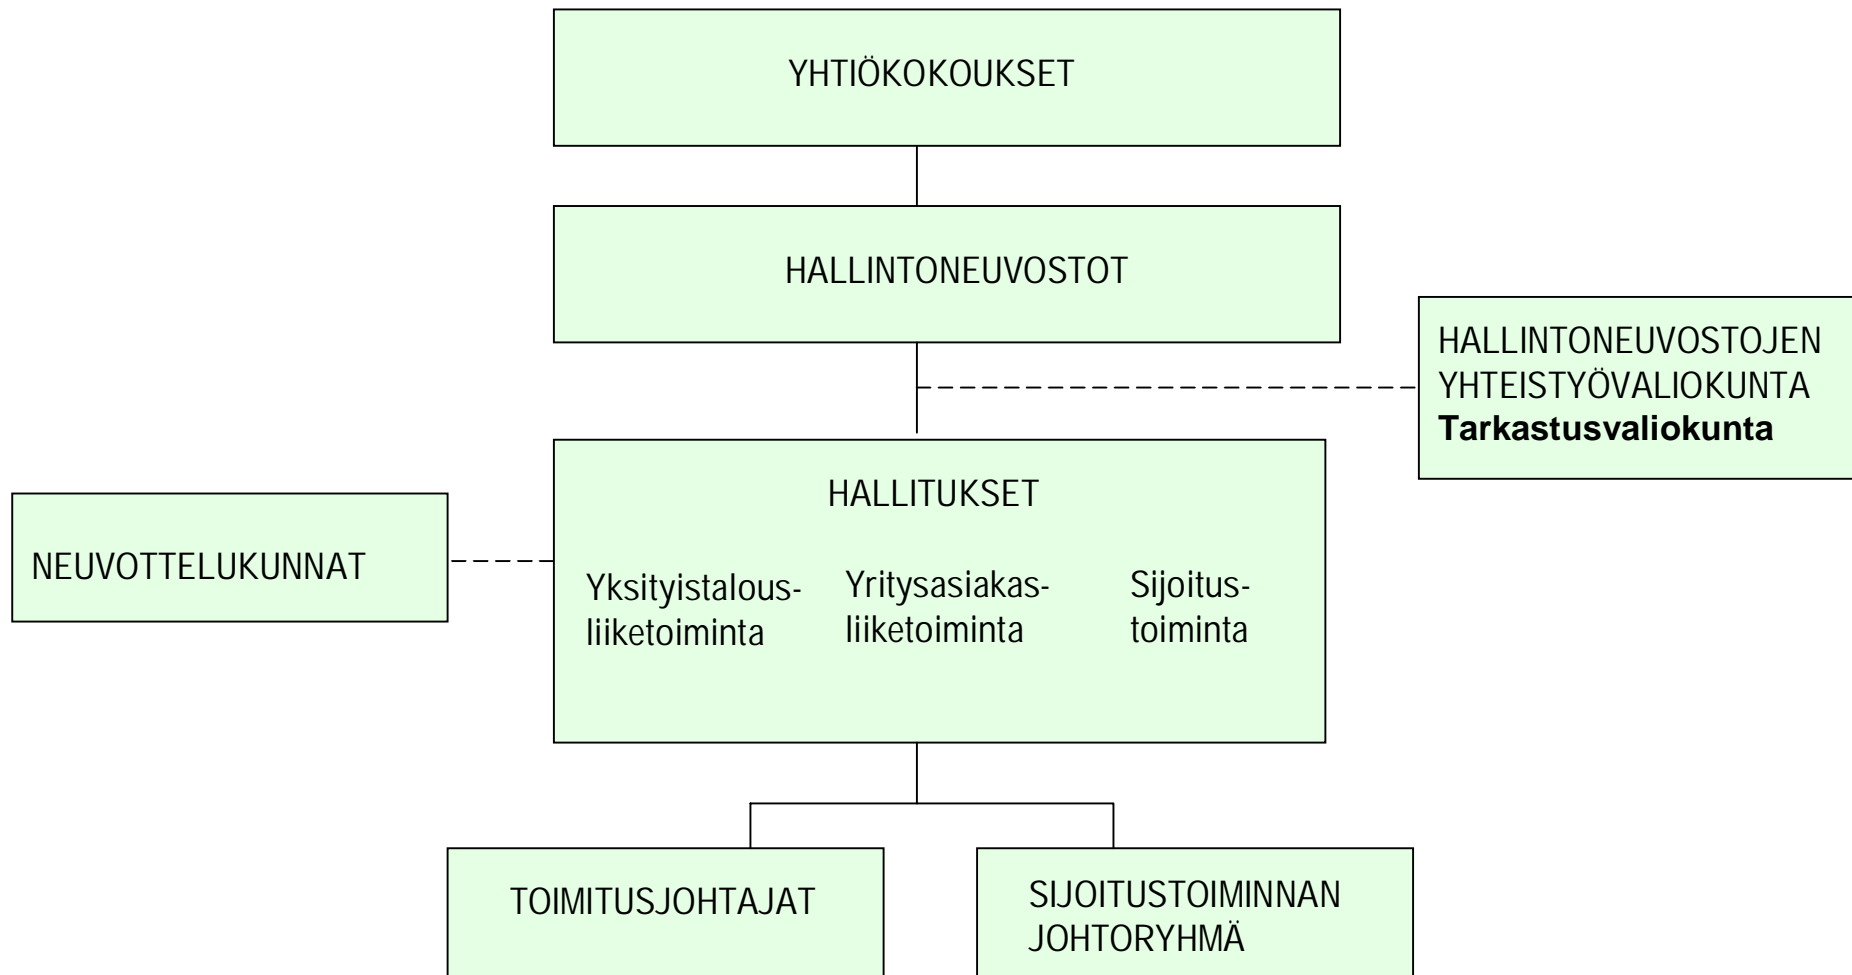 YHTIÖKOKOUKSET
HALLINTONEUVOSTOT
HALLINTONEUVOSTOJEN
YHTEISTYÖVALIOKUNTA
Tarkastusvaliokunta
HALLITUKSET
NEUVOTTELUKUNNAT
Yksityistalous-
liiketoiminta
Yritysasiakas-
liiketoiminta
Sijoitus-
toiminta
TOIMITUSJOHTAJAT
SIJOITUSTOIMINNAN
JOHTORYHMÄ